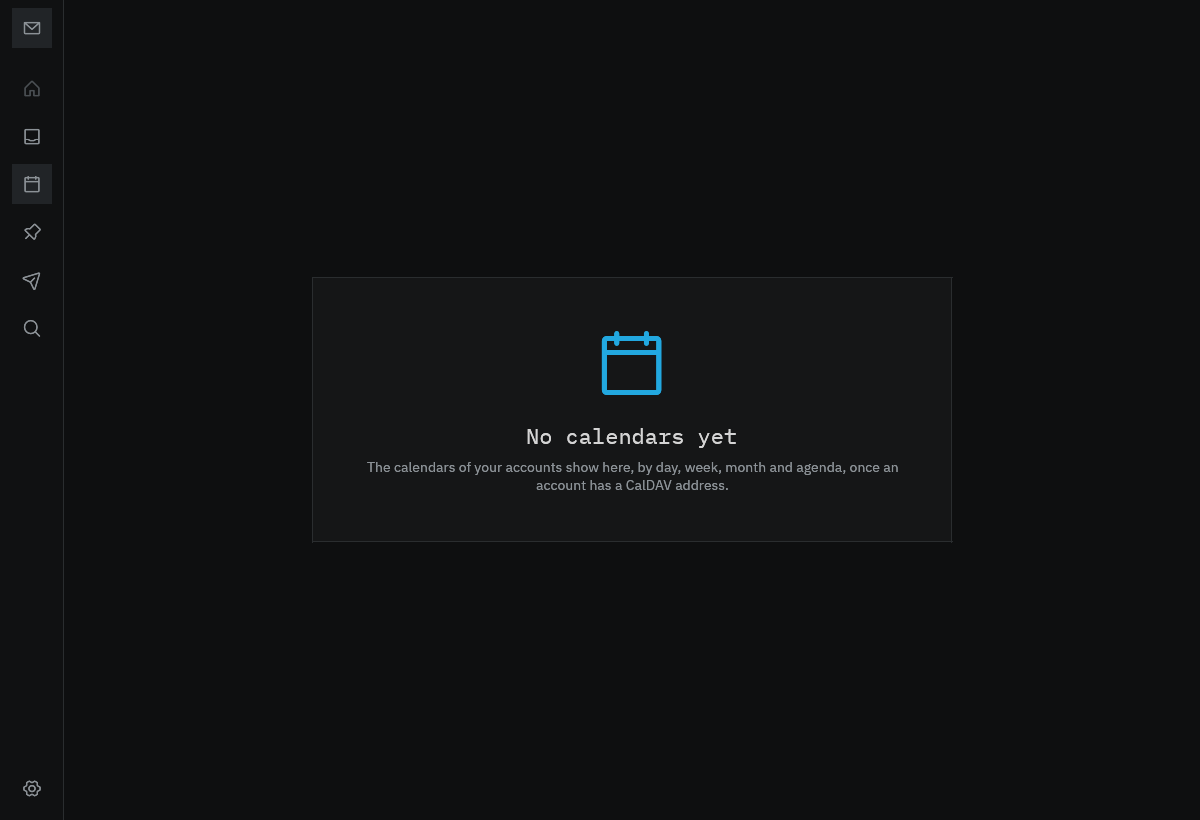 No calendars yet
The calendars of your accounts show here, by day, week, month and agenda, once an
account has a CalDAV address.